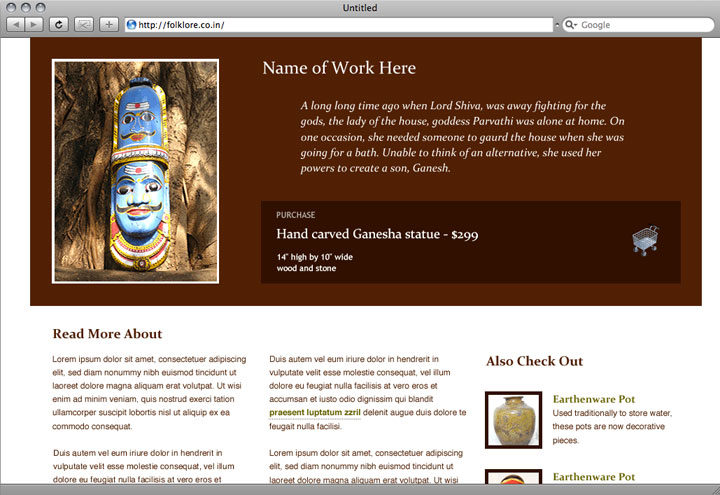 Untitled
http://folklore.co.in/
Google
Name of Work Here
A long long time ago when Lord Shiva, was away fighting for the
gods, the lady of the house, goddess Parvathi was alone at home. On
one occasion, she needed someone to gaurd the house when she was
going for a bath. Unable to think of an alternative, she used her
powers to create a son, Ganesh.
PURCHASE
Hand carved Ganesha statue - $299
14" high by 10" wide
wood and stone
Read More About
Lorem ipsum dolor sit amet, consectetuer adipiscing
elit, sed diam nonummy nibh euismod tincidunt ut
laoreet dolore magna aliquam erat volutpat. Ut wisi
enim ad minim veniam, quis nostrud exerci tation
ullamcorper suscipit lobortis nisl ut aliquip ex ea
commodo consequat.
Duis autem vel eum iriure dolor in hendrerit in
vulputate velit esse molestie consequat, vel illum
dolore eu feugiat nulla facilisis at vero eros et
Duis autem vel eum iriure dolor in hendrerit in
vulputate velit esse molestie consequat, vel illum
dolore eu feugiat nulla facilisis at vero eros et
accumsan et iusto odio dignissim qui blandit
praesent luptatum zzril delenit augue duis dolore te
feugait nulla facilisi.
Lorem ipsum dolor sit amet, consectetuer adipiscing
elit, sed diam nonummy nibh euismod tincidunt ut
laoreet dolore magna aliquam erat volutpat. Ut wisi
Also Check Out
Earthenware Pot
Used traditionally to store water,
these pots are now decorative
pieces.
Earthenware Pot